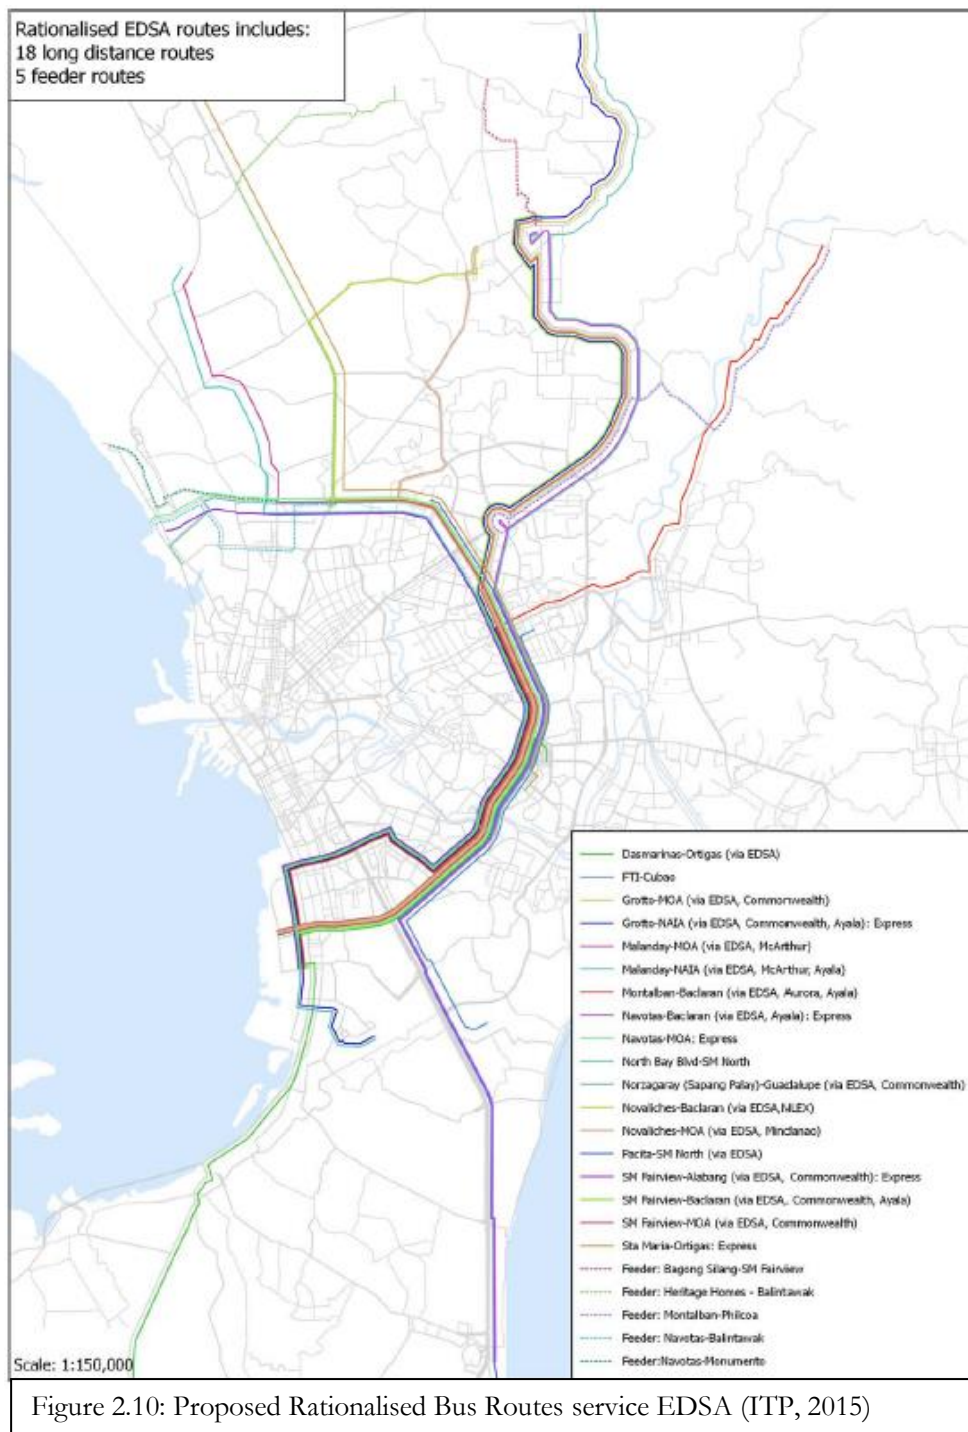 Rationalised EDSA routes includes:
18 long distance routes
5 feeder routes
Dasmarinas-Ortigas (via EDSA)
FTI-Cubao
Grotto-MOA (via EDSA, Commonwealth)
Grotto-NAIA (via EDSA, Commonwealth, Ayala): Express
Malanday-MOA (via EDSA, McArthur)
Malanday-NAIA (via EDSA, McArthur, Ayala)
Montalban-Baclaran (via EDSA, Aurora, Ayala)
Navotas-Baclaran (via EDSA, Ayala): Express
Navotas-MOA: Express
North Bay Blvd-SM North
Norzagaray (Sapang Palay)-Guadalupe (via EDSA, Commonwealth)
Novaliches-Baclaran (via EDSA,NLEX)
Novaliches-MOA (via EDSA, Mindanao)
Pacita-SM North (via EDSA)
SM Fairview-Alabang (via EDSA, Commonwealth): Express
SM Fairview-Baclaran (via EDSA, Commonwealth, Ayala)
SM Fairview-MOA (via EDSA, Commonwealth)
Sta Maria-Ortigas: Express
Feeder: Bagong Silang-SM Fairview
Feeder: Heritage Homes - Balintawak
Feeder: Montalban-Philcoa
Feeder: Navotas-Balintawak
Feeder:Navotas-Monumento
Scale: 1:150,000
Figure 2.10: Proposed Rationalised Bus Routes service EDSA (ITP, 2015)